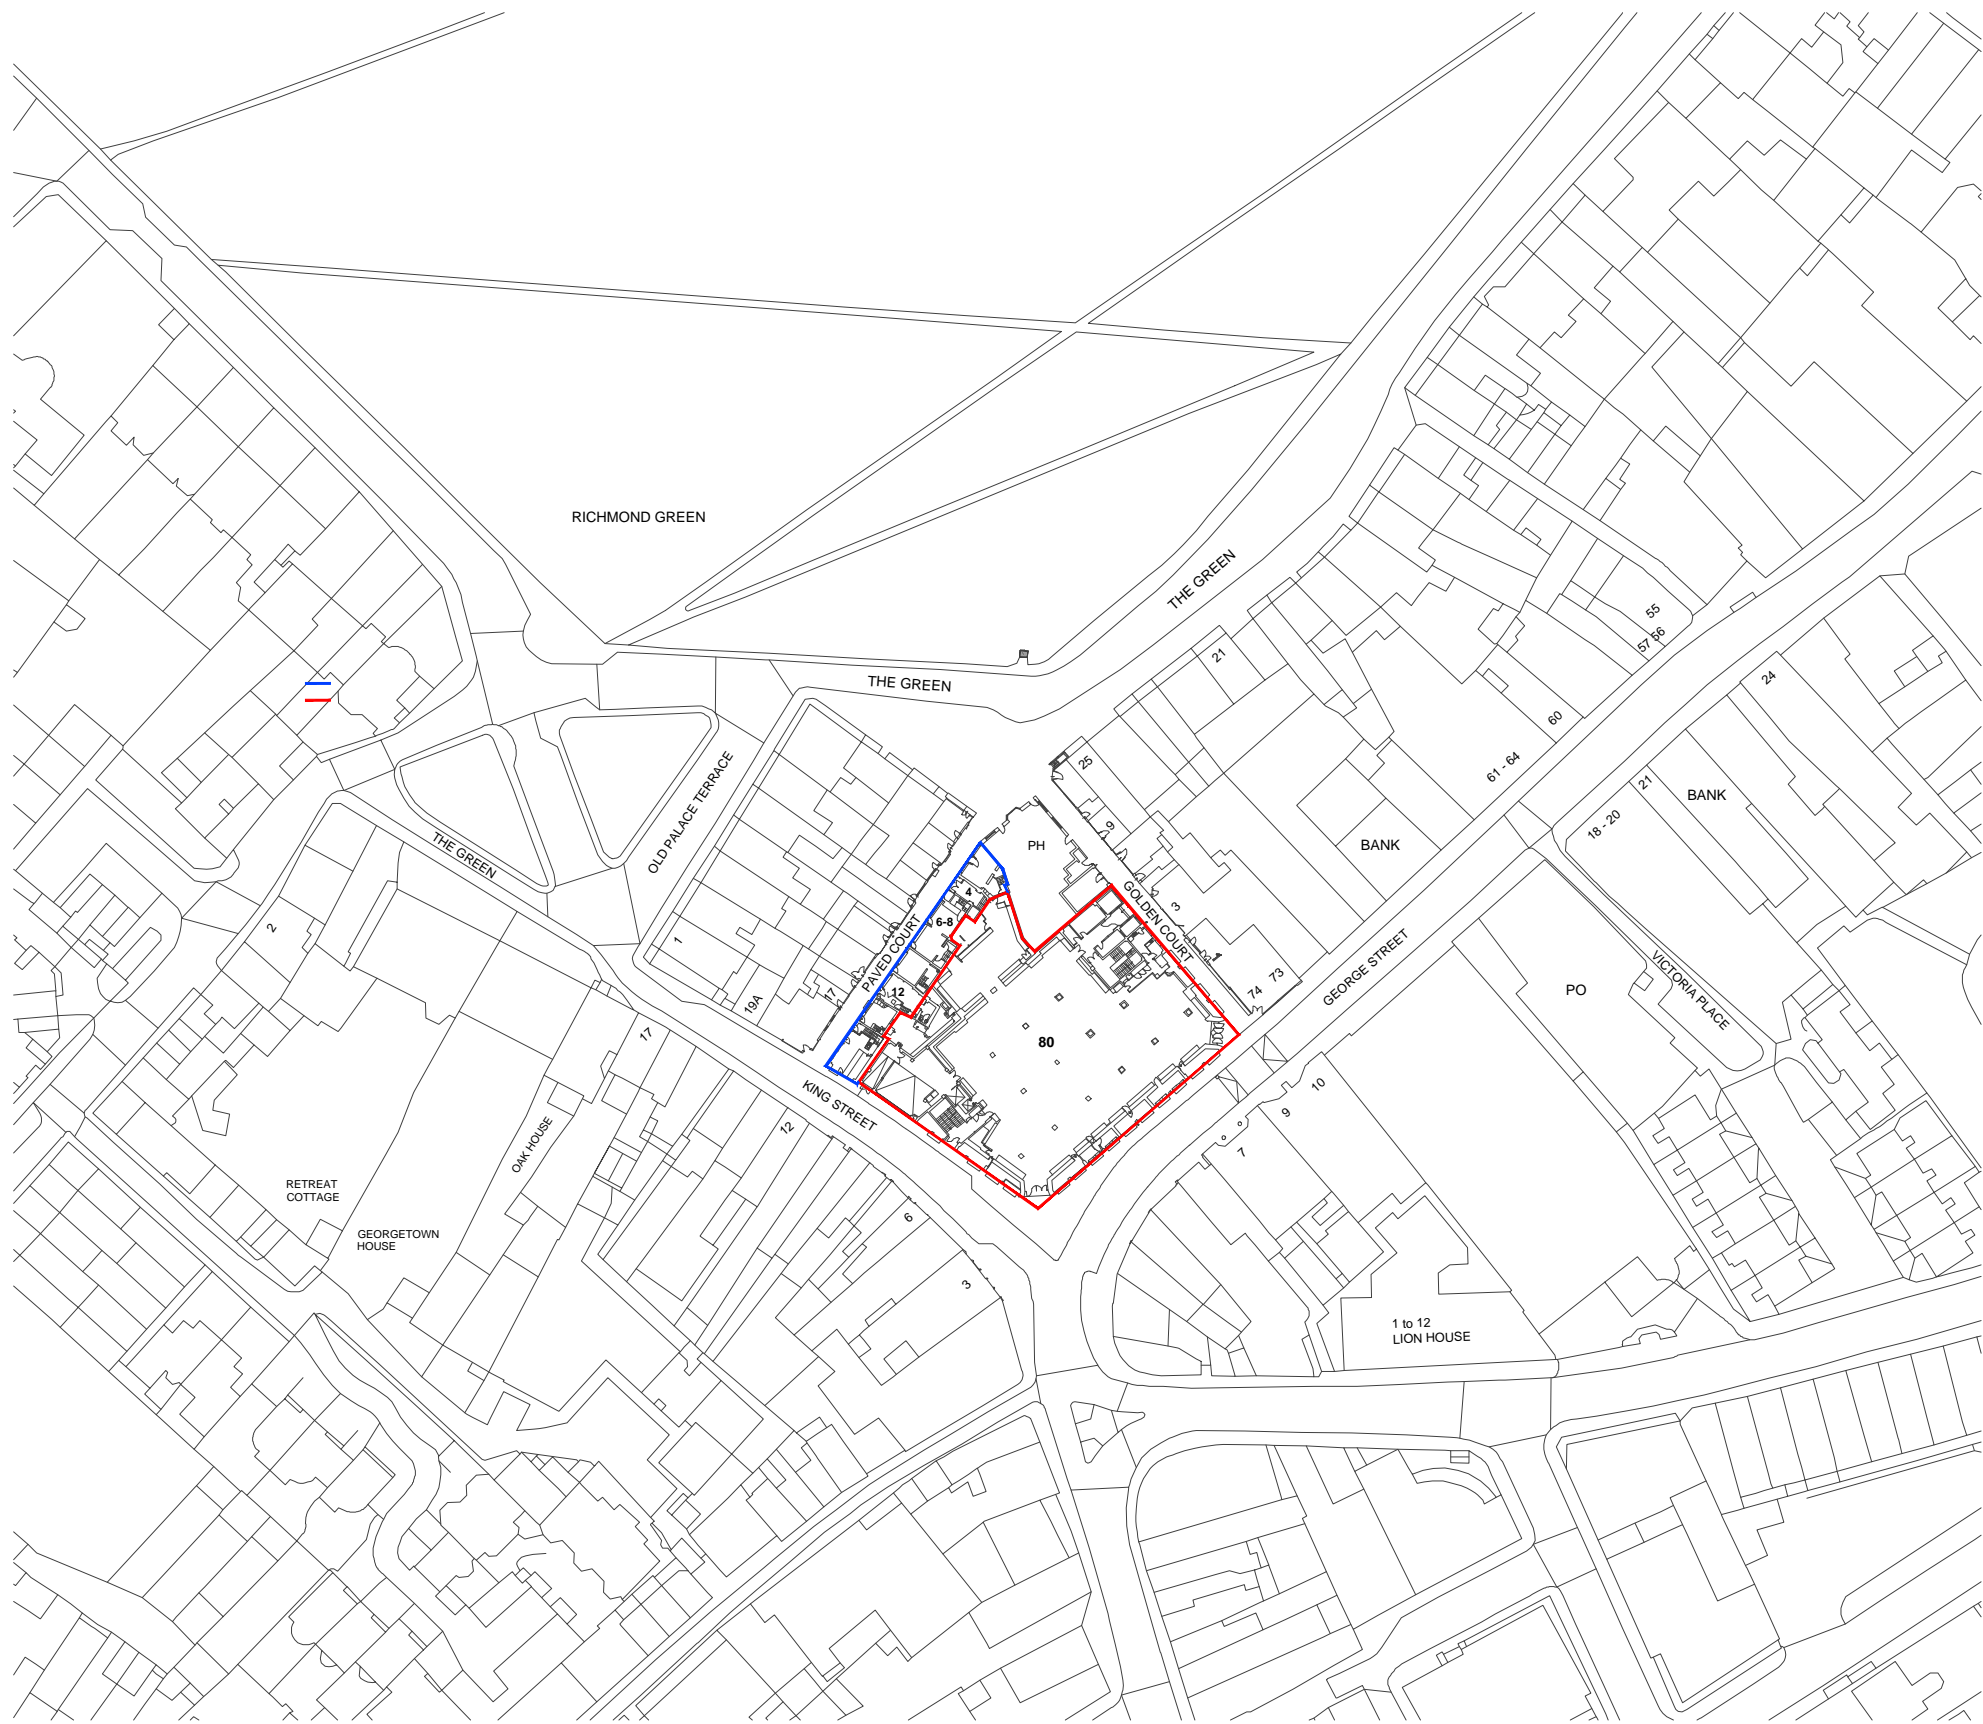 RICHMOND GREEN
THE GREEN
THE GREEN
21
55
57 56
60
61 - 64
24
21
BANK
18 - 20
BANK
25
9
PH
OLD PALACE TERRACE
THE GREEN
4
6-8
12
PAVED COURT
GOLDEN COURT
3
1
73
74
GEORGE STREET
VICTORIA PLACE
PO
2
1
19A
17
17
80
KING STREET
12
OAK HOUSE
10
9
7
6
3
RETREAT
COTTAGE
GEORGETOWN
HOUSE
1 to 12
LION HOUSE